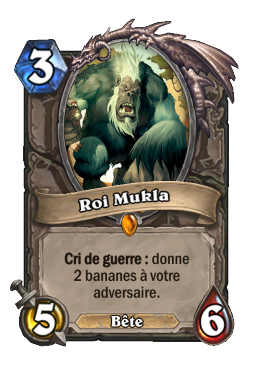 3
Roi Mukla
Cri de guerre : donne
2 bananes à votre
adversaire.
5
Bête
6